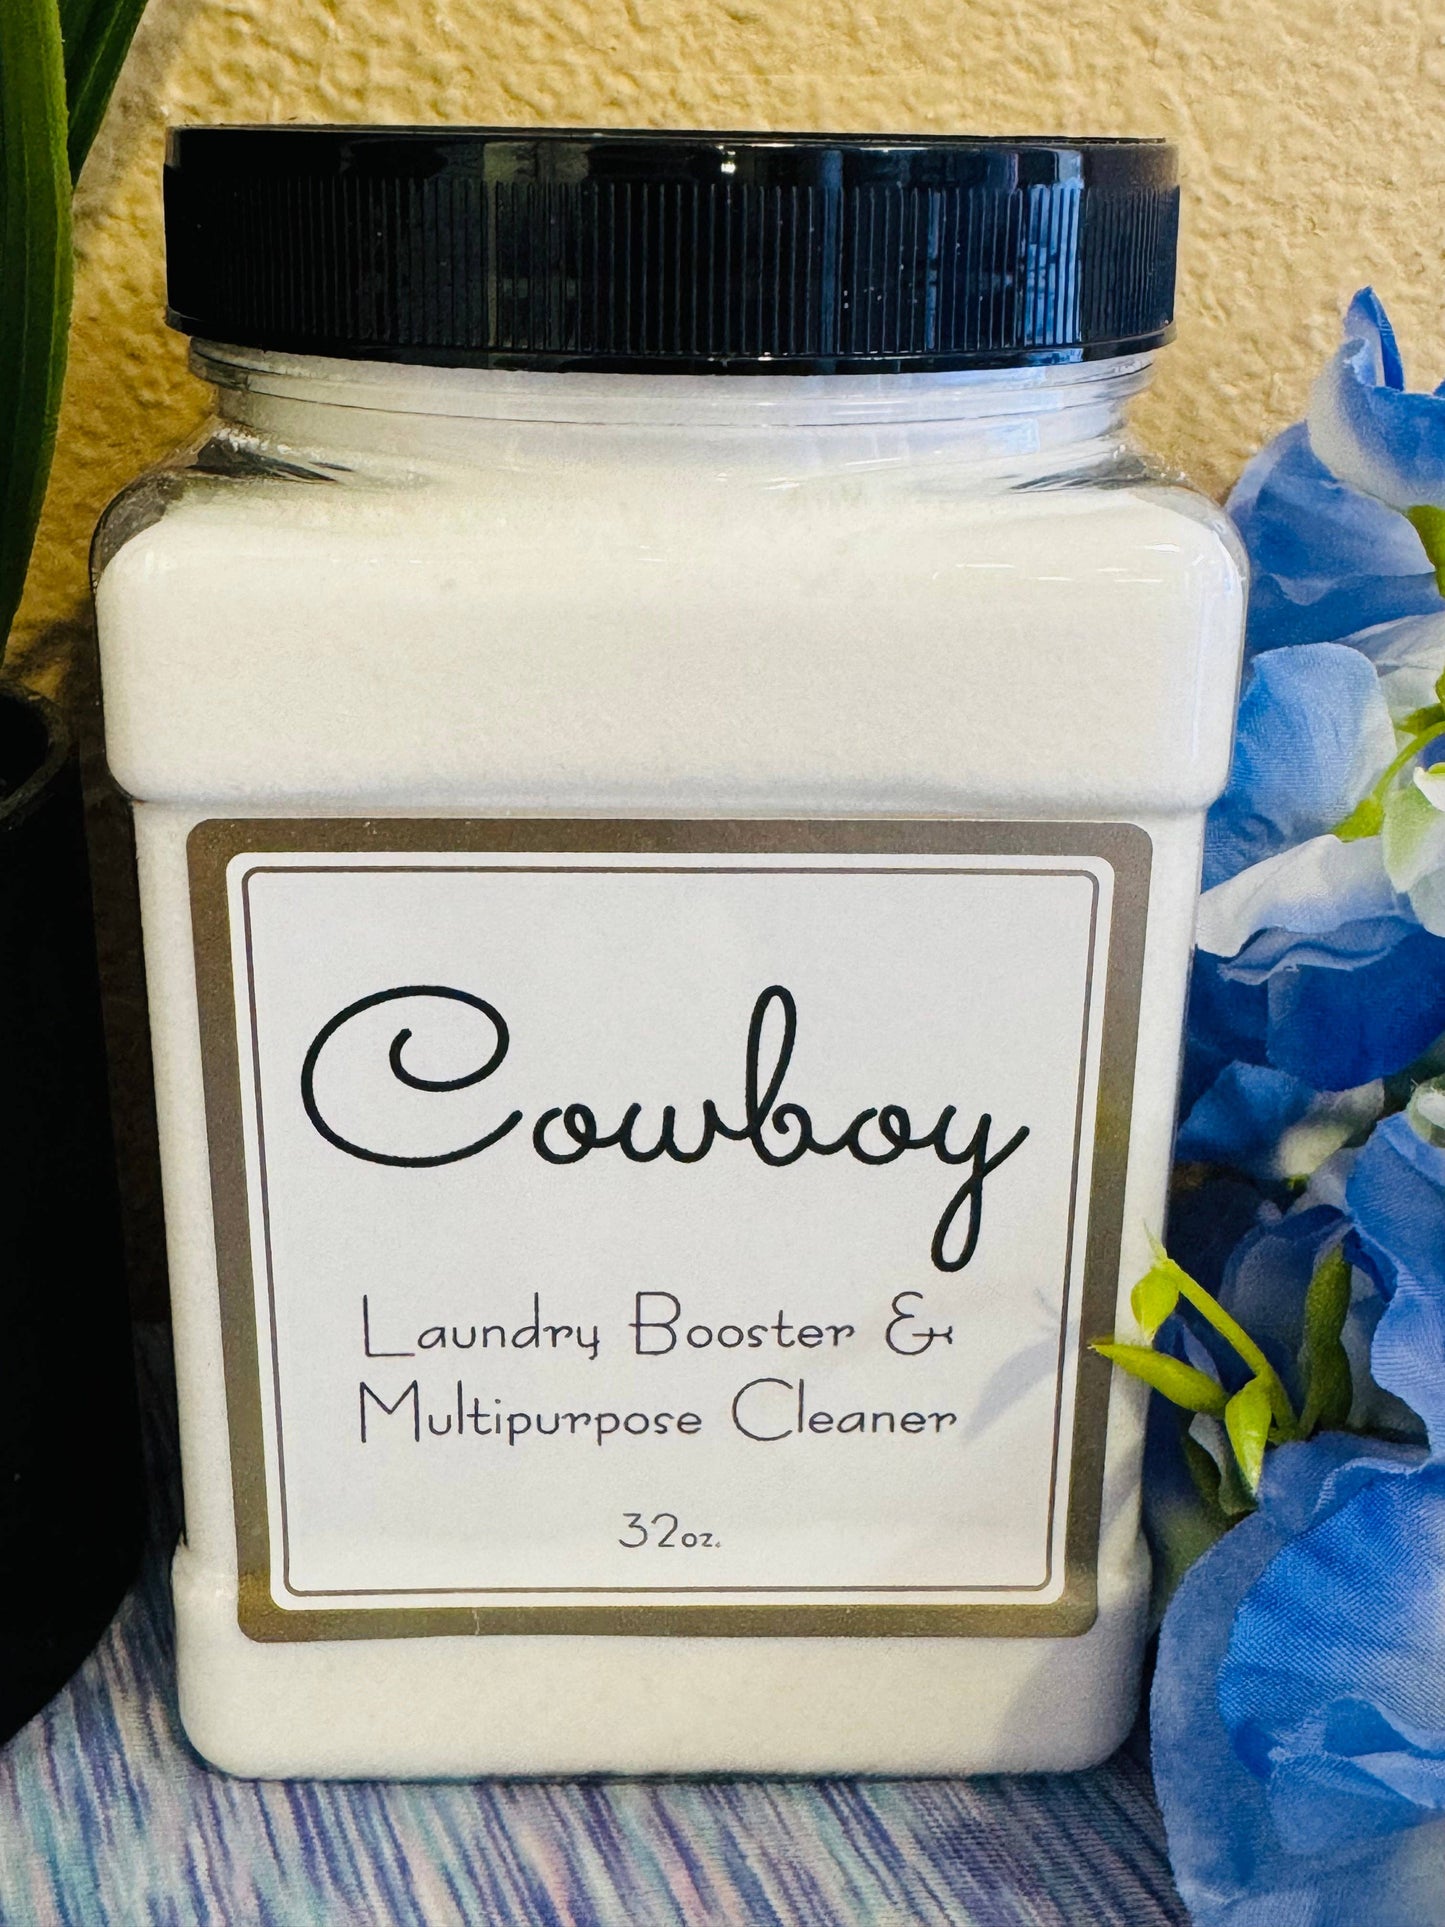 Cowboy
Laundry Booster &
Multipurpose Cleaner
32oz.